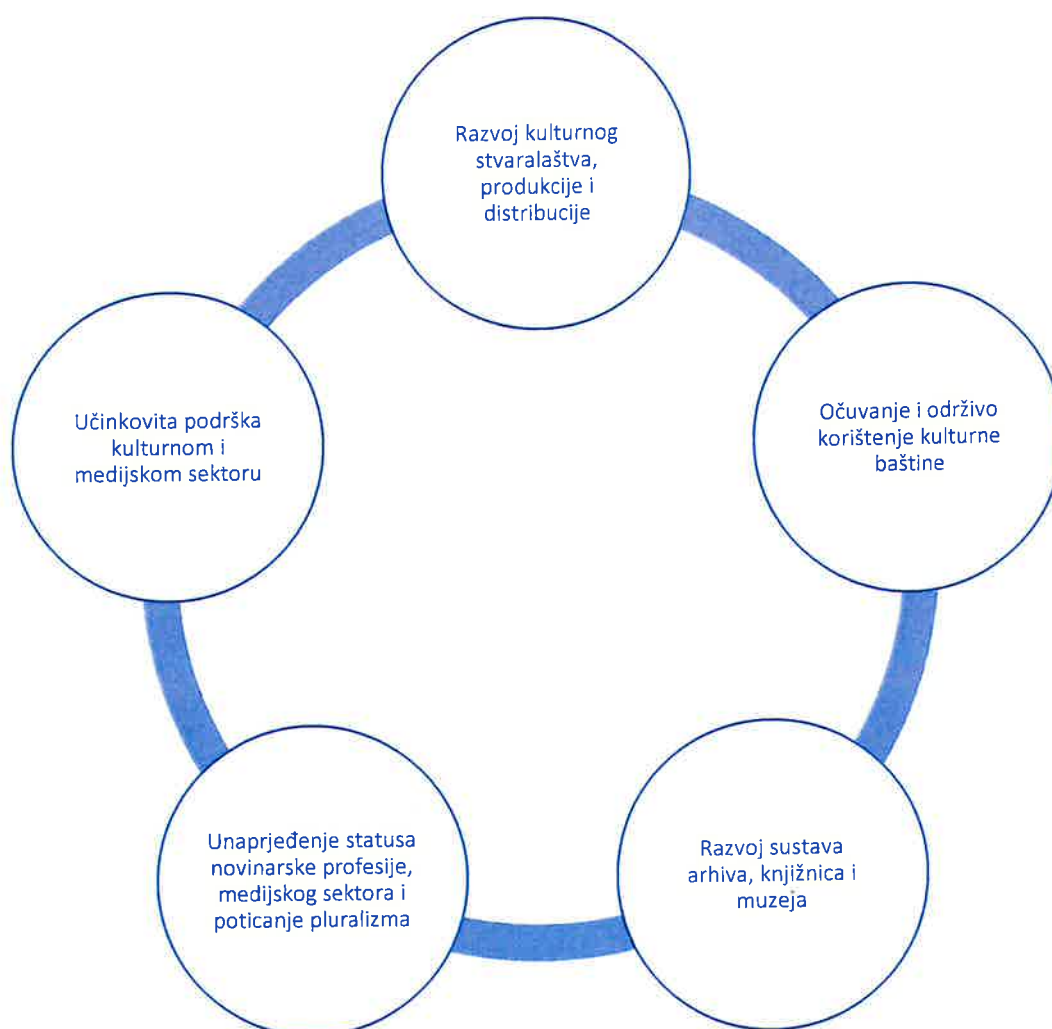 Razvoj kulturnog
stvaralaštva,
produkcije i
distribucije
Očuvanje i održivo
korištenje kulturne
baštine
Razvoj sustava
arhiva, knjižnica i
muzeja
Unaprjeđenje statusa
novinarske profesije,
medijskog sektora i
poticanje pluralizma
Učinkovita podrška
kulturnom i
medijskom sektoru